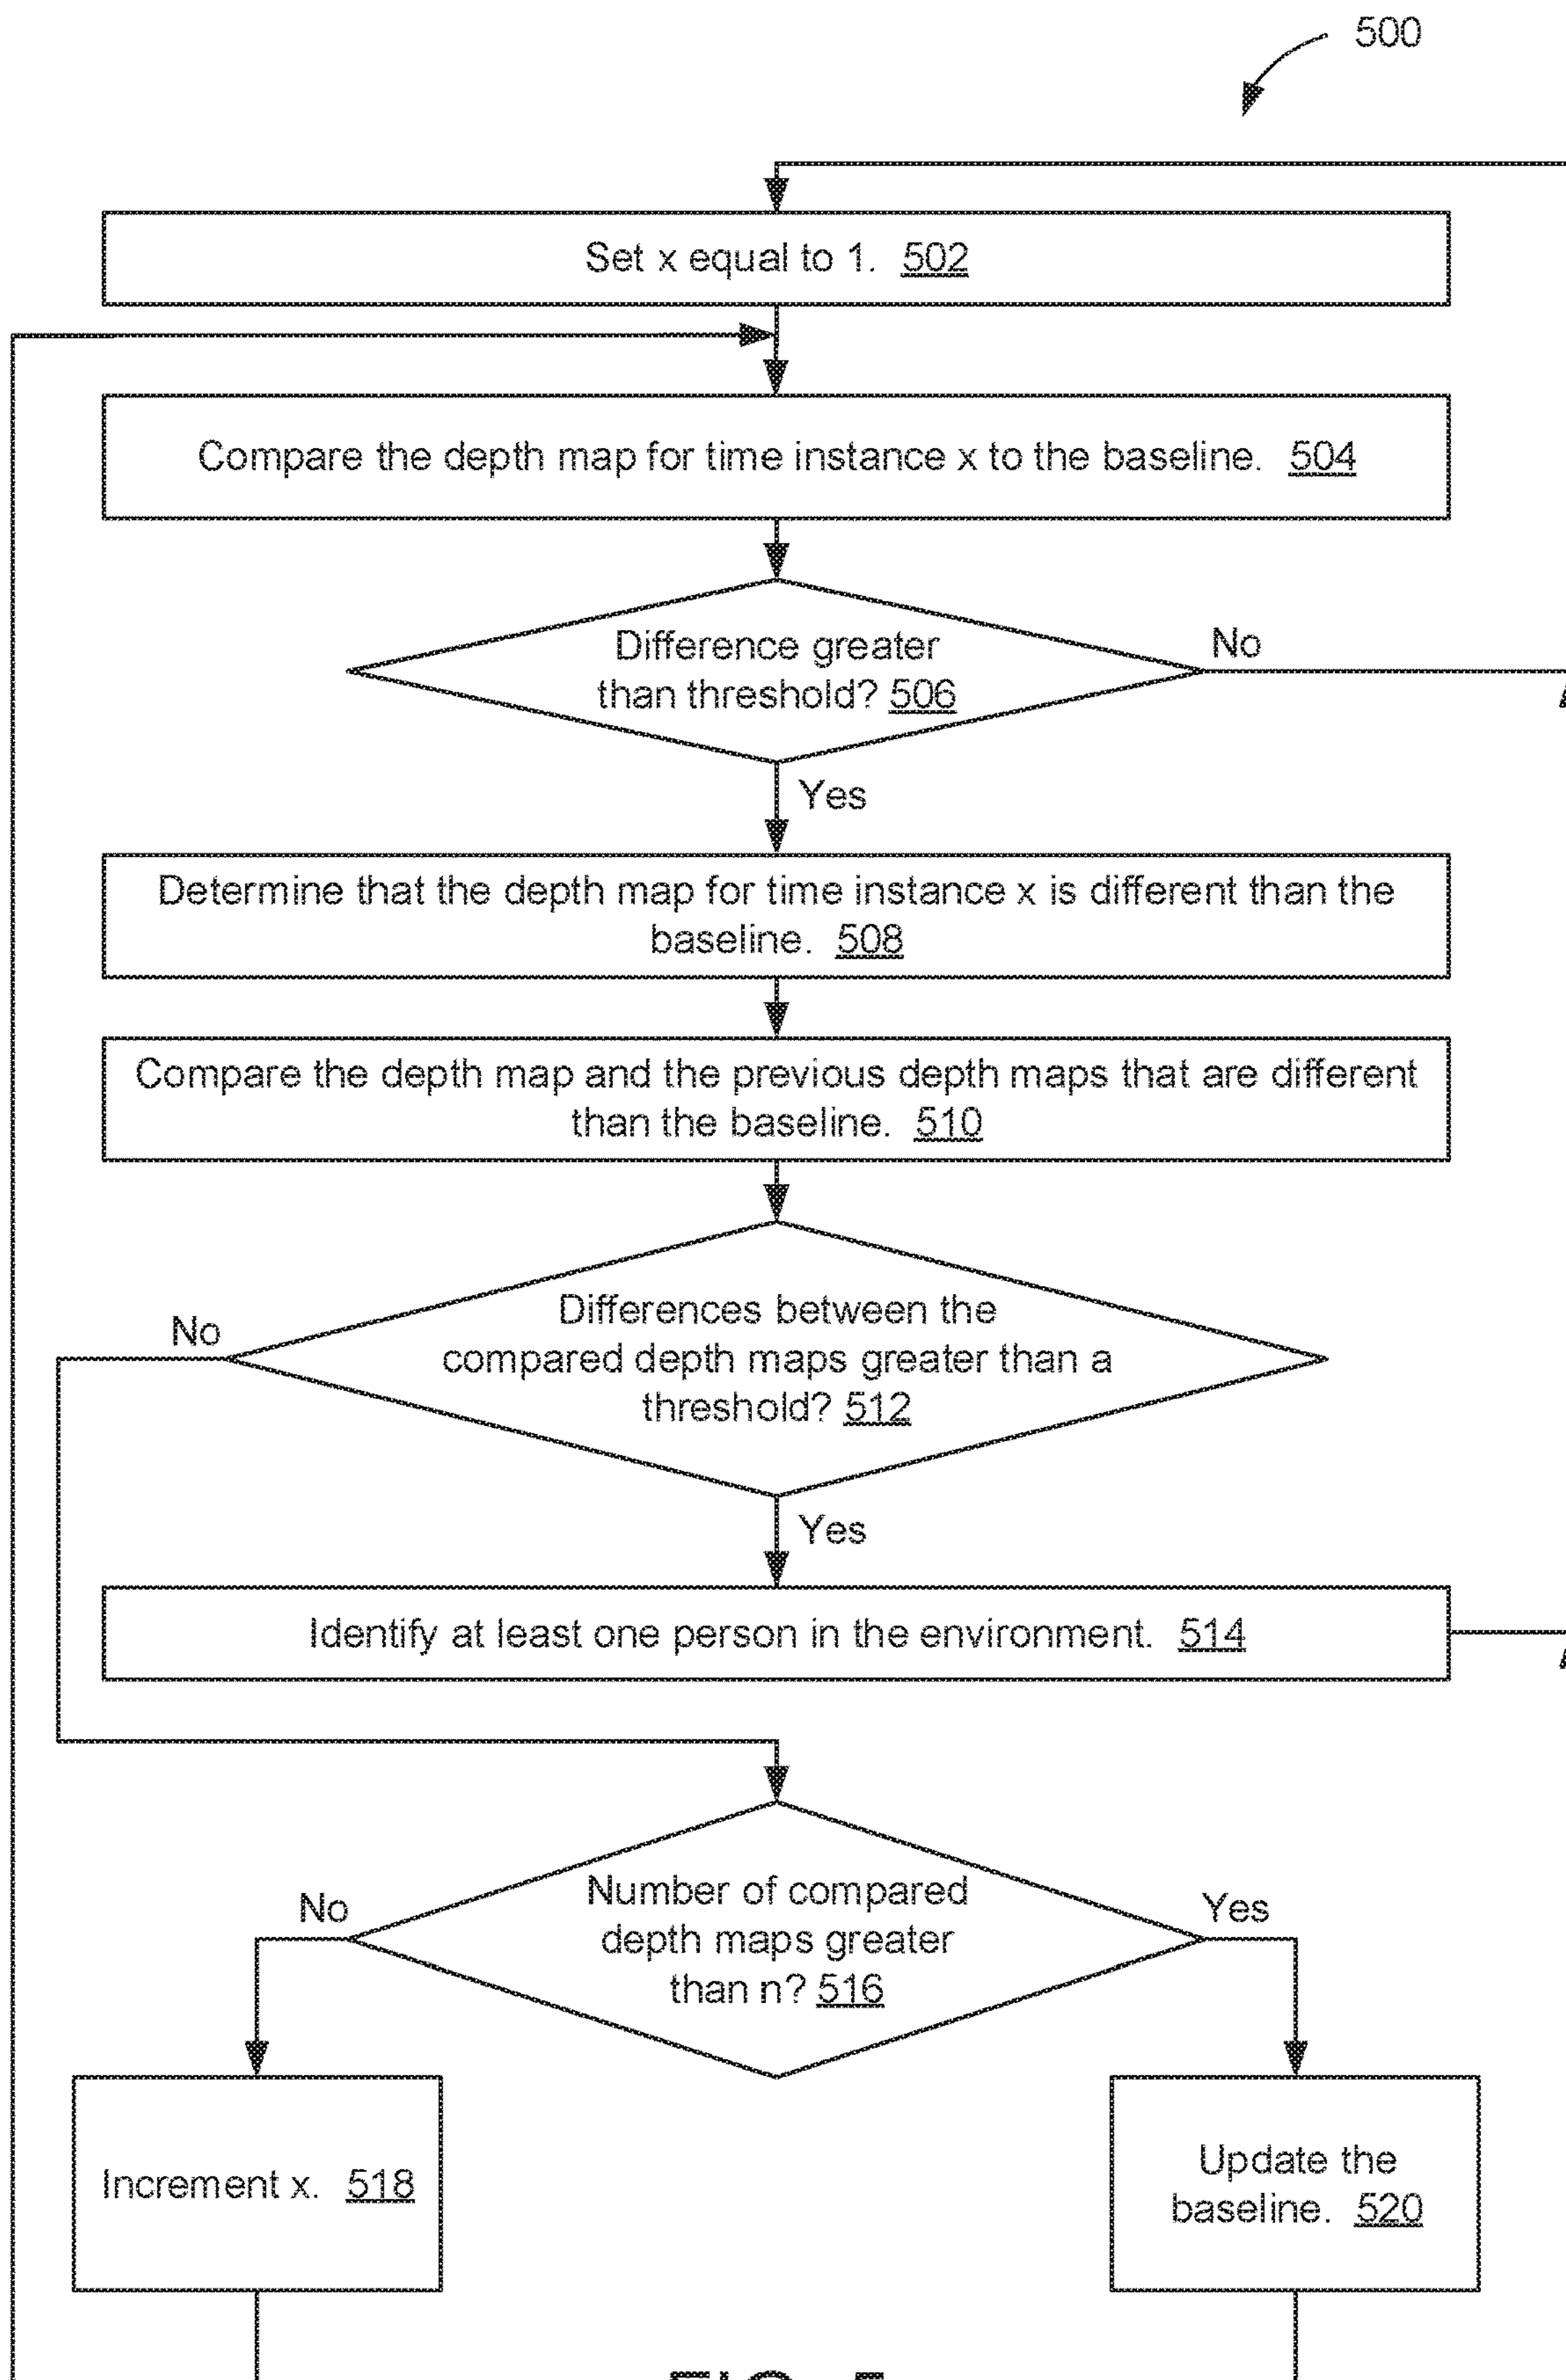 500
Set x equal to 1. 502
Compare the depth map for time instance x to the baseline. 504
Difference greater
than threshold? 506
No
Yes
Determine that the depth map for time instance x is different than the
baseline. 508
Compare the depth map and the previous depth maps that are different
than the baseline. 510
Differences between the
compared depth maps greater than a
threshold? 512
No
Yes
Identify at least one person in the environment. 514
Number of compared
depth maps greater
than n? 516
No
Yes
Increment x. 518
Update the
baseline. 520